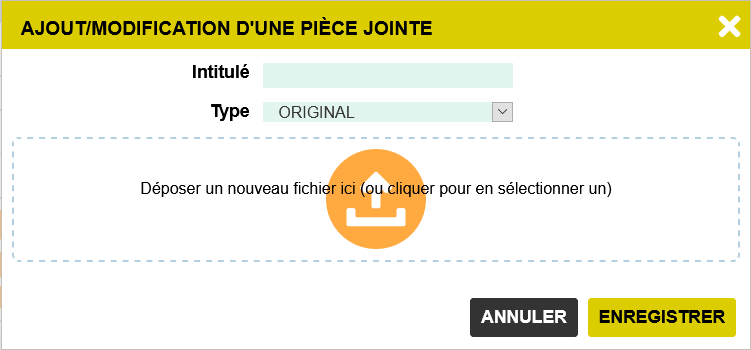 AJOUT/MODIFICATION D'UNE PIÈCE JOINTE
Intitulé
Type ORIGINAL
Déposer un nouveau fichier ici (ou cliquer pour en sélectionner un)
ANNULER ENREGISTRER